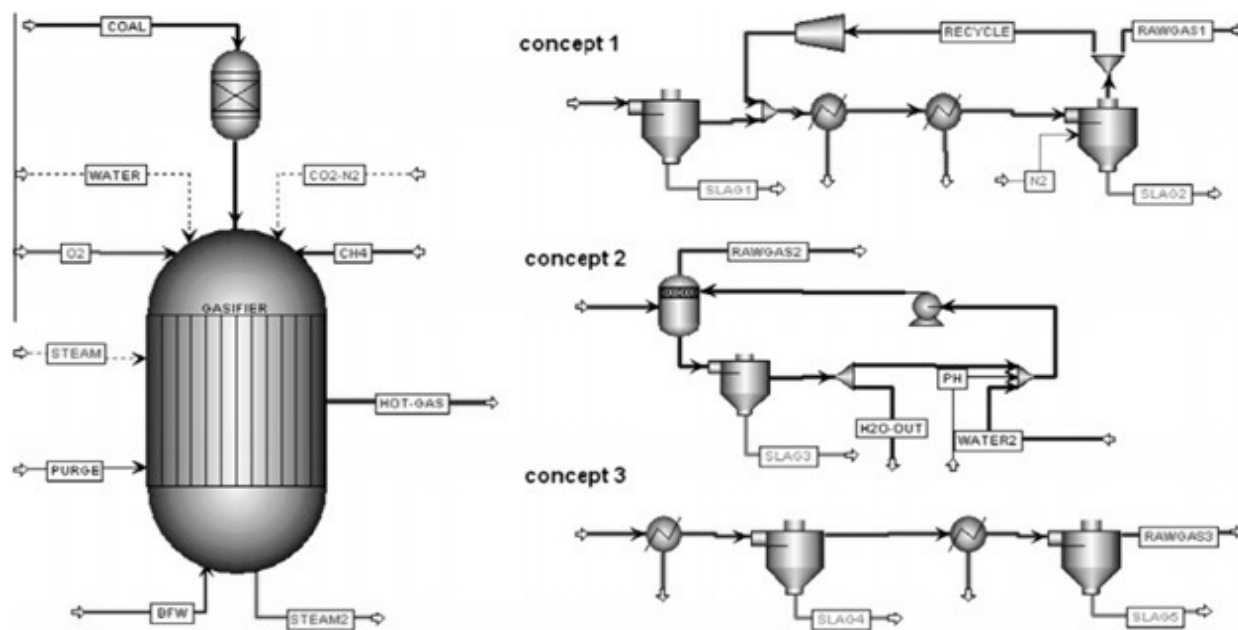 COAL
WATER
CO2-N2
O2
CH4
GASIFIER
STEAM
HOT-GAS
PURGE
BFW
STEAM2
concept 1
RECYCLE
RAWGAS1
SLAG1
N2
SLAG2
concept 2
RAWGAS2
PH
H2O-OUT
WATER2
SLAG3
concept 3
RAWGAS3
SLAG4
SLAG5